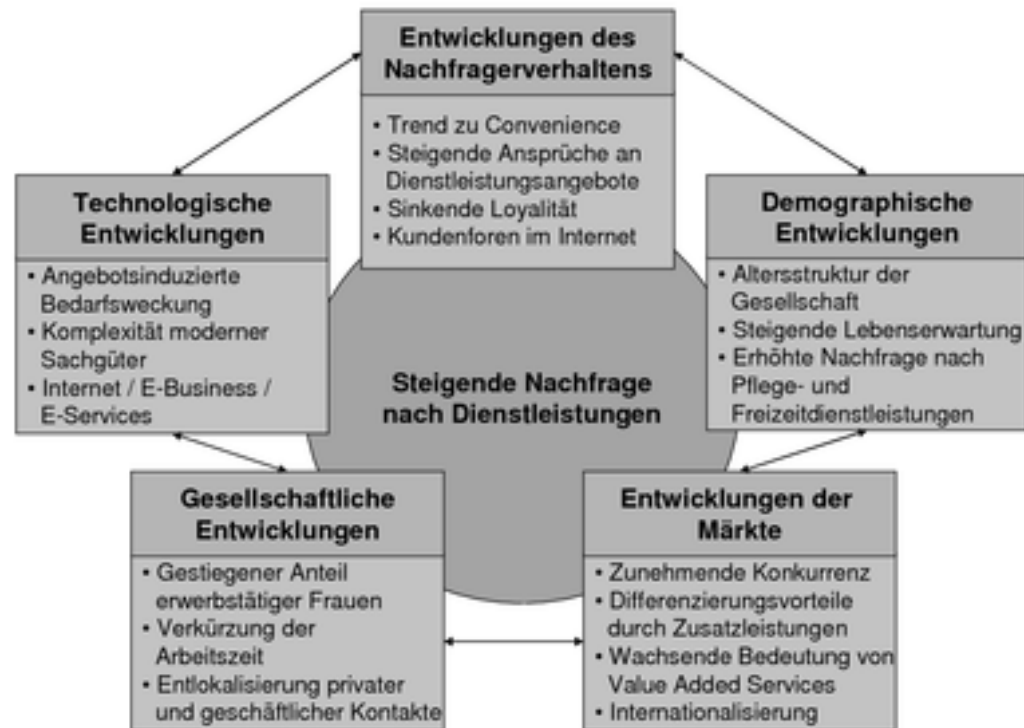 Entwicklungen des
Nachfragerverhaltens
• Trend zu Convenience
• Steigende Ansprüche an
Dienstleistungsangebote
• Sinkende Loyalität
• Kundenforen im Internet
Technologische
Entwicklungen
• Angebotsinduzierte
Bedarfsweckung
• Komplexität moderner
Sachgüter
• Internet / E-Business /
E-Services
Demographische
Entwicklungen
• Altersstruktur der
Gesellschaft
• Steigende Lebenserwartung
• Erhöhte Nachfrage nach
Pflege- und
Freizeitdienstleistungen
Steigende Nachfrage
nach Dienstleistungen
Gesellschaftliche
Entwicklungen
• Gestiegener Anteil
erwerbstätiger Frauen
• Verkürzung der
Arbeitszeit
• Entlokalisierung privater
und geschäftlicher Kontakte
Entwicklungen der
Märkte
• Zunehmende Konkurrenz
• Differenzierungsvorteile
durch Zusatzleistungen
• Wachsende Bedeutung von
Value Added Services
• Internationalisierung